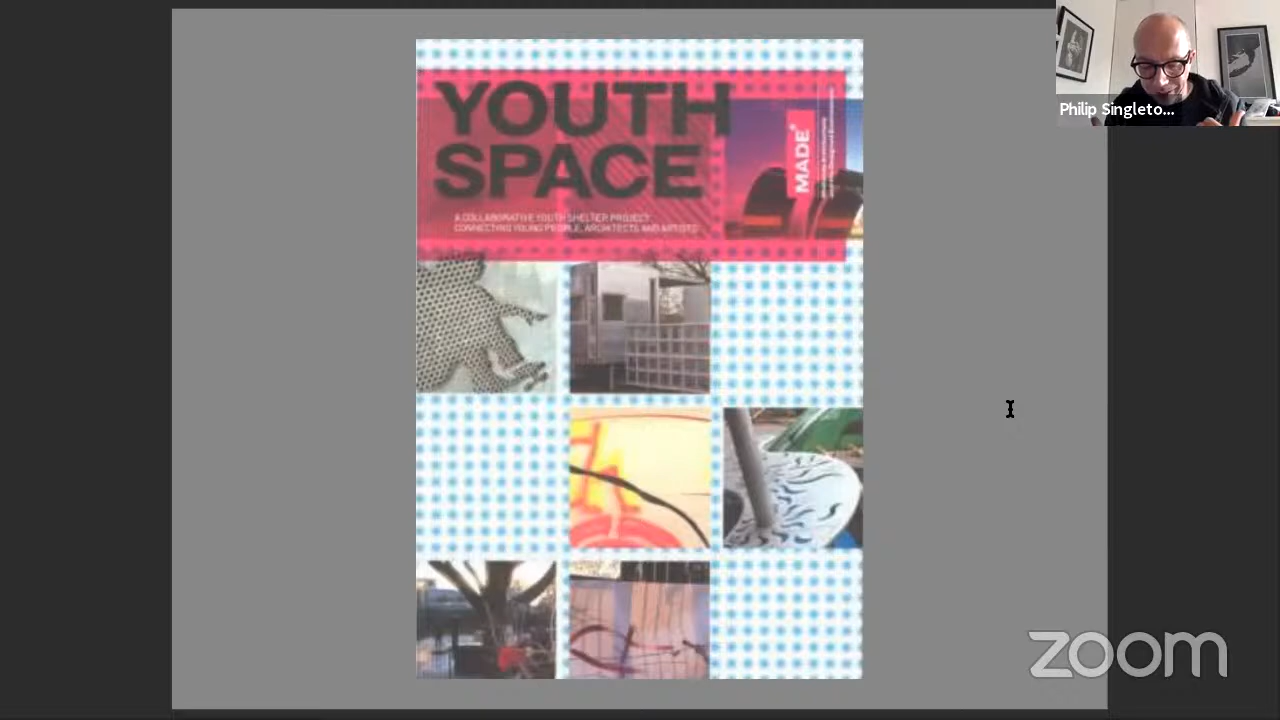 YOUTH
SPACE
A COLLABORATIVE YOUTH SHELTER PROJECT
CONNECTING YOUNG PEOPLE, ARCHITECTS AND ARTISTS
MADE
Philip Singleto...
zoom